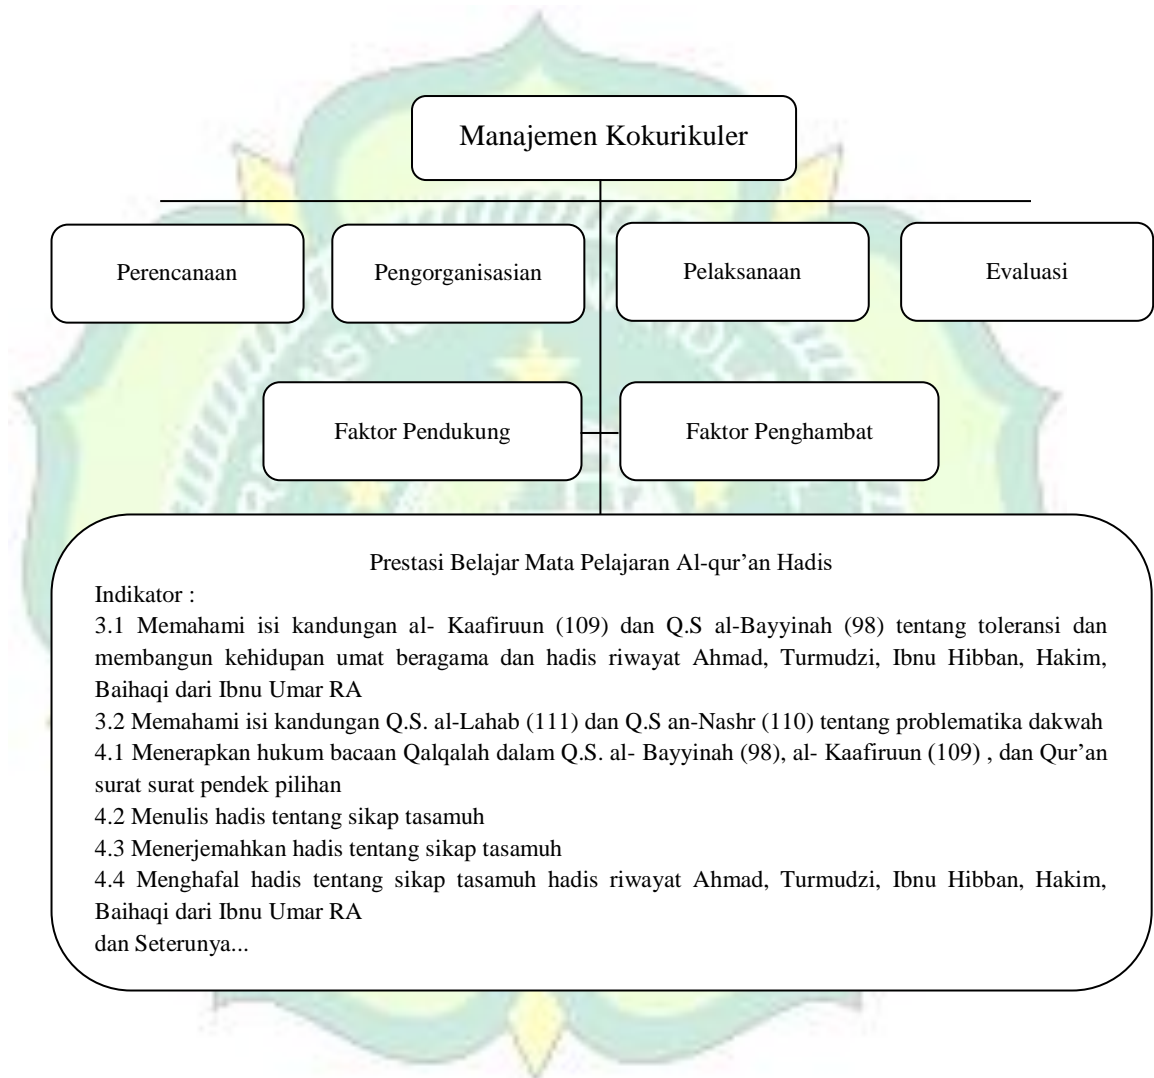 Manajemen Kokurikuler
Perencanaan
Pengorganisasian
Pelaksanaan
Evaluasi
Faktor Pendukung
Faktor Penghambat
Prestasi Belajar Mata Pelajaran Al-qur’an Hadis
Indikator :
3.1 Memahami isi kandungan al- Kaafiruun (109) dan Q.S al-Bayyinah (98) tentang toleransi dan
membangun kehidupan umat beragama dan hadis riwayat Ahmad, Turmudzi, Ibnu Hibban, Hakim,
Baihaqi dari Ibnu Umar RA
3.2 Memahami isi kandungan Q.S. al-Lahab (111) dan Q.S an-Nashr (110) tentang problematika dakwah
4.1 Menerapkan hukum bacaan Qalqalah dalam Q.S. al- Bayyinah (98), al- Kaafiruun (109) , dan Qur’an
surat surat pendek pilihan
4.2 Menulis hadis tentang sikap tasamuh
4.3 Menerjemahkan hadis tentang sikap tasamuh
4.4 Menghafal hadis tentang sikap tasamuh hadis riwayat Ahmad, Turmudzi, Ibnu Hibban, Hakim,
Baihaqi dari Ibnu Umar RA
dan Seterunya...